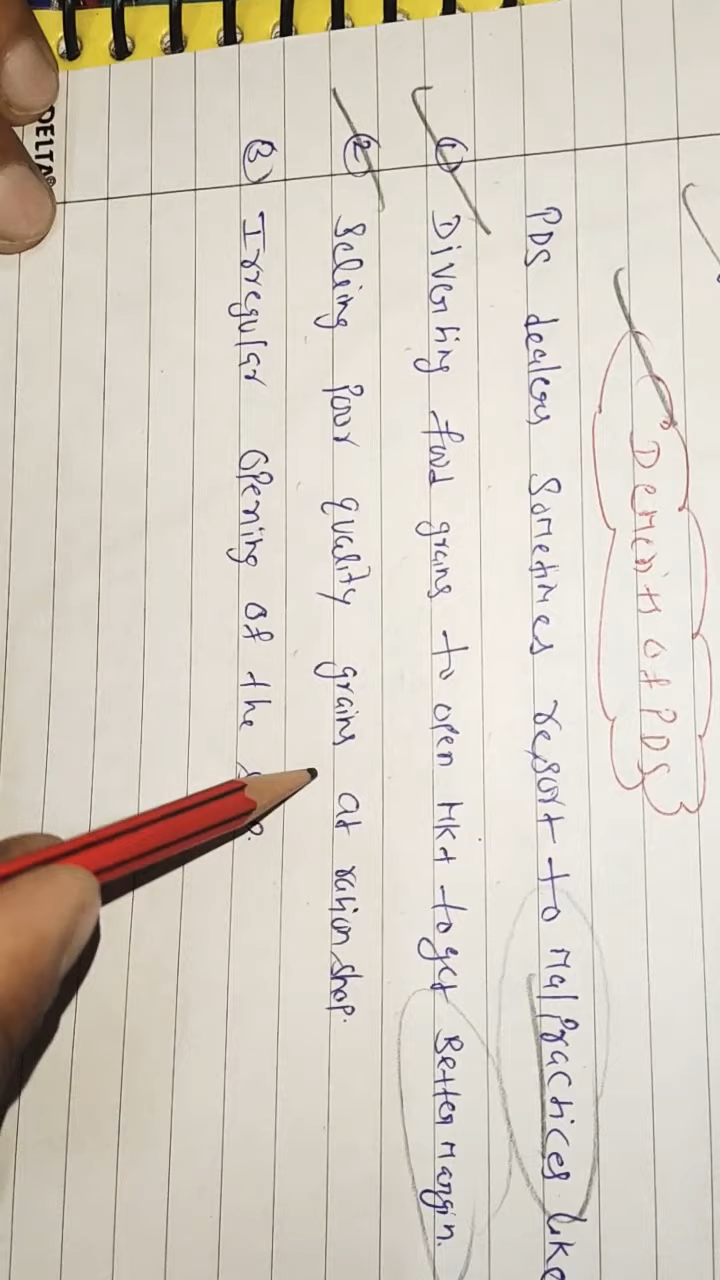 Demerits of PDS
PDS dealers sometimes resort to malpractices like
① Diverting food grains to open mkt to get Better margin.
② Selling poor quality grains at ration shop.
③ Irregular opening of the
DELTA®